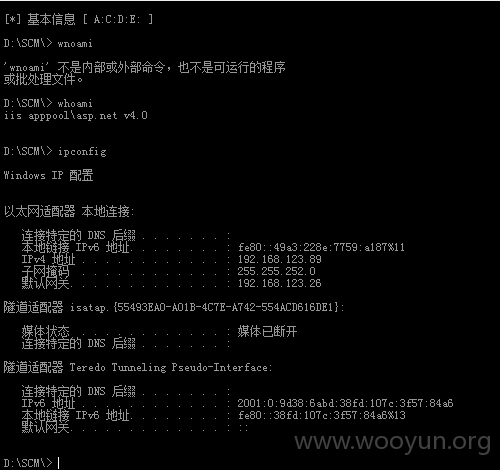 [*] 基本信息 [ A:C:D:E: ]
D:\SCM\> wnoami
'wnoami' 不是内部或外部命令，也不是可运行的程序
或批处理文件。
D:\SCM\> whoami
iis apppool\asp.net v4.0
D:\SCM\> ipconfig
Windows IP 配置
以太网适配器 本地连接:
连接特定的 DNS 后缀 . . . . . . . :
本地链接 IPv6 地址. . . . . . . . : fe80::49a3:228e:7759:a187%11
IPv4 地址 . . . . . . . . . . . . : 192.168.123.89
子网掩码 . . . . . . . . . . . . : 255.255.252.0
默认网关. . . . . . . . . . . . . : 192.168.123.26
隧道适配器 isatap.{55493EA0-A01B-4C7E-A742-554ACD616DE1}:
媒体状态 . . . . . . . . . . . . : 媒体已断开
连接特定的 DNS 后缀 . . . . . . . :
隧道适配器 Teredo Tunneling Pseudo-Interface:
连接特定的 DNS 后缀 . . . . . . . :
IPv6 地址 . . . . . . . . . . . . : 2001:0:9d38:6abd:38fd:107c:3f57:84a6
本地链接 IPv6 地址. . . . . . . . : fe80::38fd:107c:3f57:84a6%13
默认网关. . . . . . . . . . . . . : ::
www.wooyun.org
D:\SCM\>